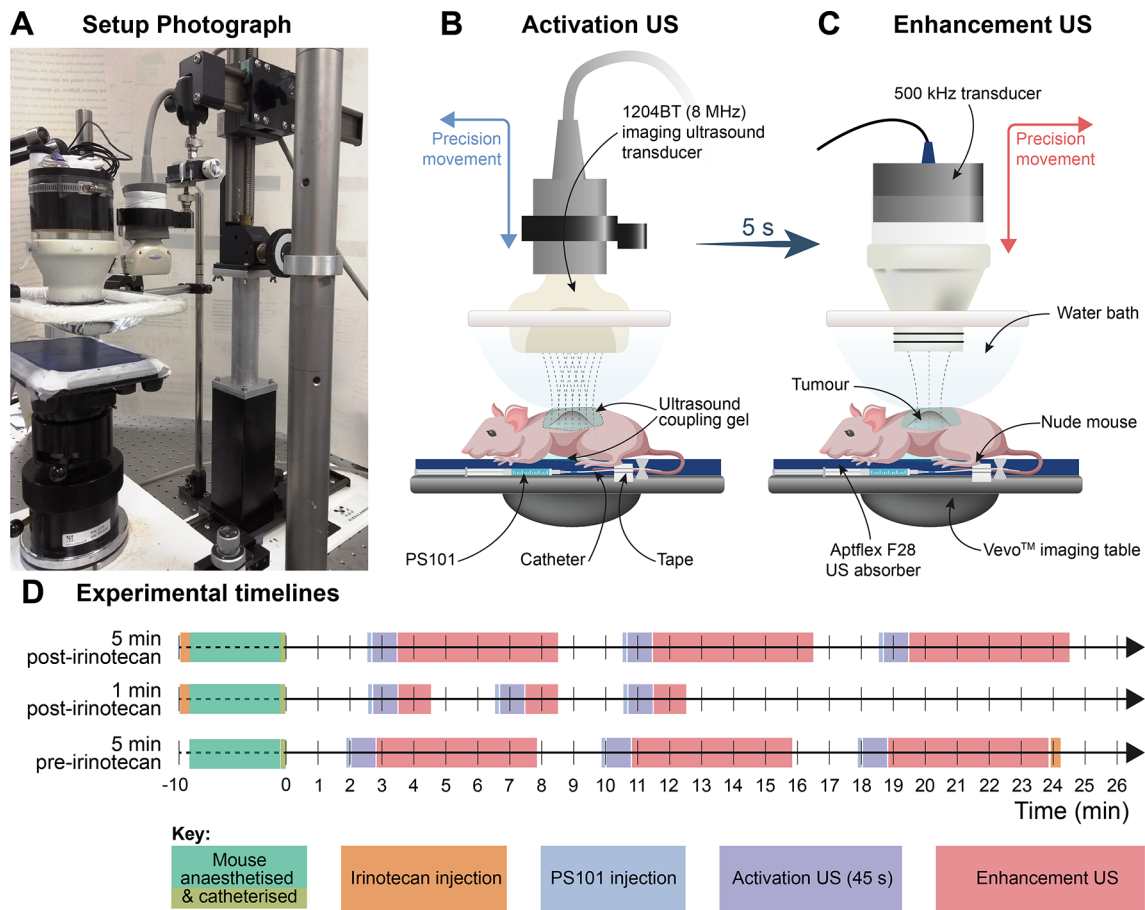 A Setup Photograph
B Activation US
C Enhancement US
1204BT (8 MHz)
imaging ultrasound
transducer
Precision
movement
5 s
500 kHz transducer
Precision
movement
Water bath
Tumour
Ultrasound
coupling gel
Nude mouse
PS101
Catheter
Tape
Aptflex F28
US absorber
Vevo™ imaging table
D Experimental timelines
5 min
post-irinotecan
1 min
post-irinotecan
5 min
pre-irinotecan
-10 0 1 2 3 4 5 6 7 8 9 10 11 12 13 14 15 16 17 18 19 20 21 22 23 24 25 26
Time (min)
Key:
Mouse
anaesthetised
& catheterised
Irinotecan injection
PS101 injection
Activation US (45 s)
Enhancement US